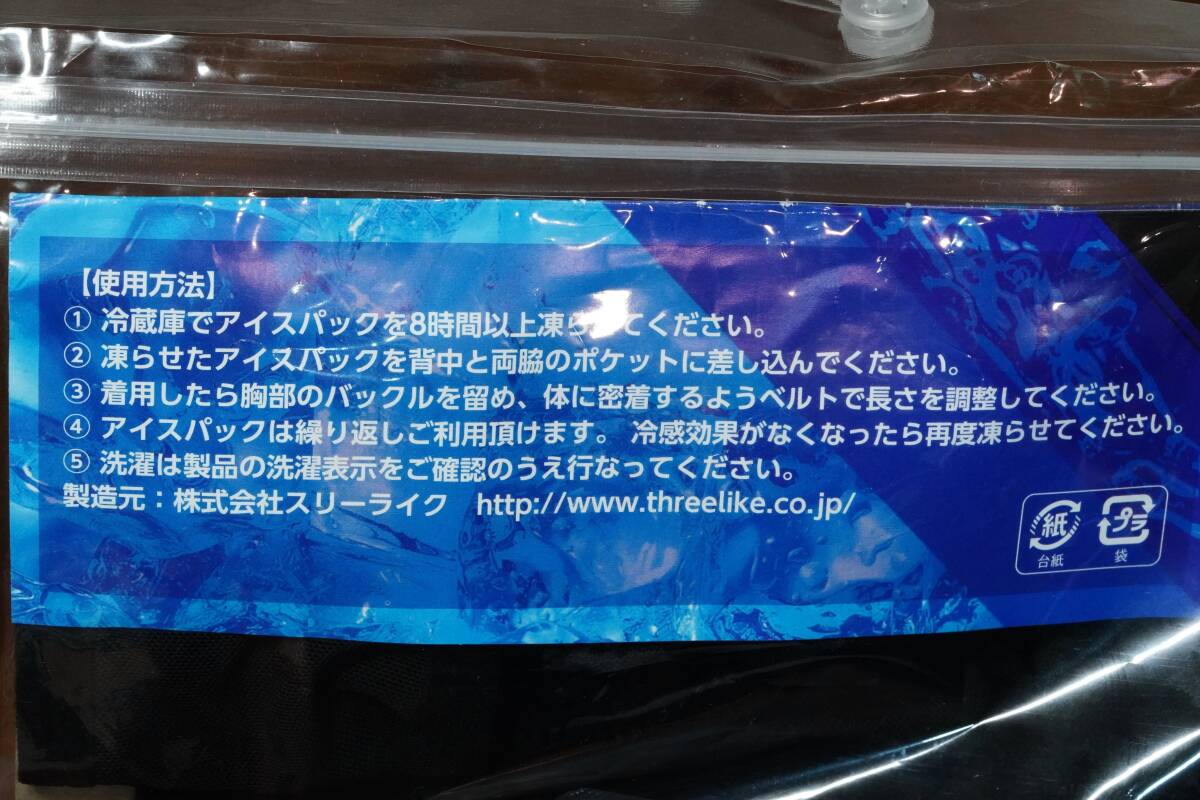 【使用方法】
① 冷蔵庫でアイスパックを8時間以上凍ら てください。
② 凍らせたアイスパックを背中と両脇のポケットに差し込んでください。
③ 着用したら胸部のバックルを留め、体に密着するようベルトで長さを調整してください。
④ アイスパックは繰り返しご利用頂けます。 冷感効果がなくなったら再度凍らせてください。
⑤ 洗濯は製品の洗濯表示をご確認のうえ行なってください。
製造元：株式会社スリーライク http://www.threelike.co.jp/
紙 プラ
台紙 袋